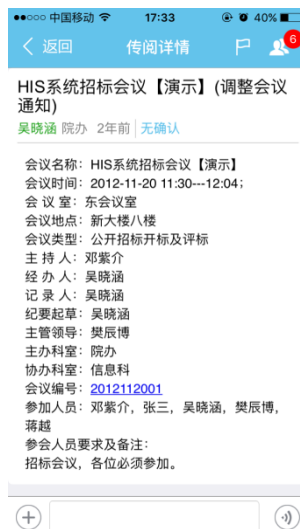 中国移动 17:33 40%
返回 传阅详情 6
HIS系统招标会议【演示】(调整会议
通知)
吴晓涵 院办 2年前 无确认
会议名称：HIS系统招标会议【演示】
会议时间：2012-11-20 11:30---12:04；
会 议 室：东会议室
会议地点：新大楼八楼
会议类型：公开招标开标及评标
主 持 人：邓紫介
经 办 人：吴晓涵
记 录 人：吴晓涵
纪要起草：吴晓涵
主管领导：樊辰博
主办科室：院办
协办科室：信息科
会议编号：2012112001
参加人员：邓紫介，张三，吴晓涵，樊辰博，
蒋越
参会人员要求及备注：
招标会议，各位必须参加。